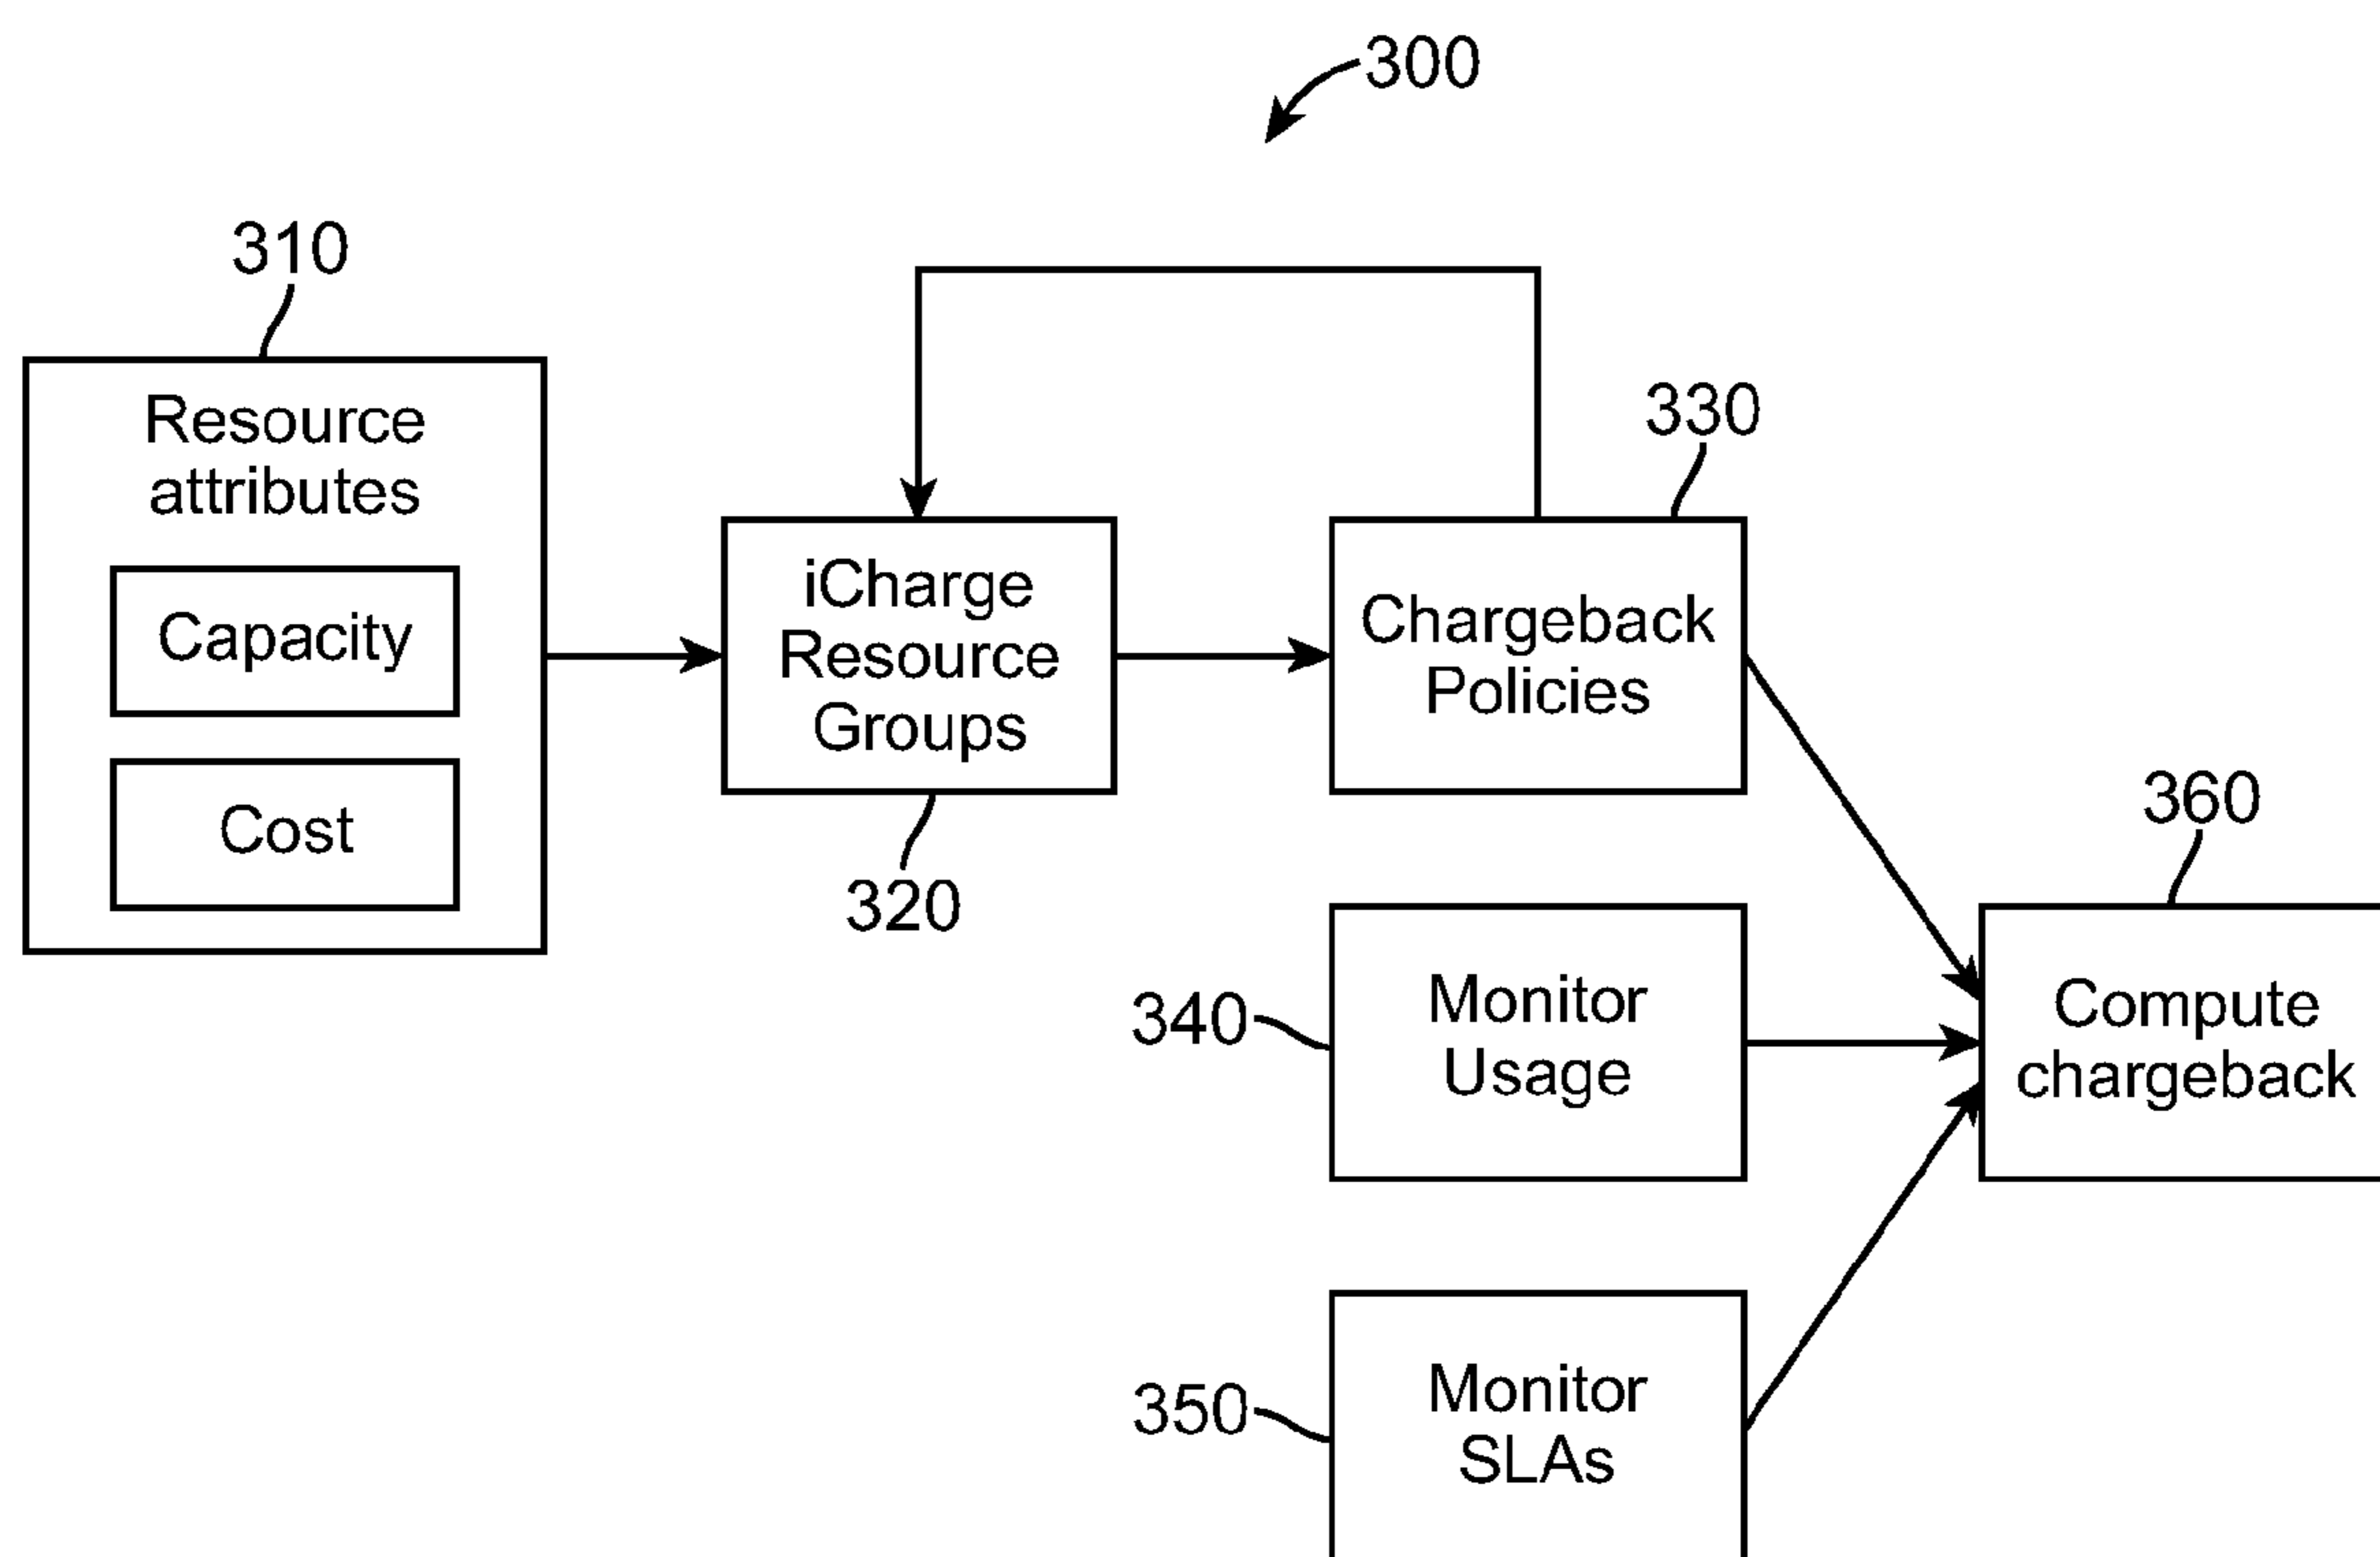 300
310
Resource
attributes
Capacity
Cost
iCharge
Resource
Groups
320
330
Chargeback
Policies
340
Monitor
Usage
350
Monitor
SLAs
360
Compute
chargeback